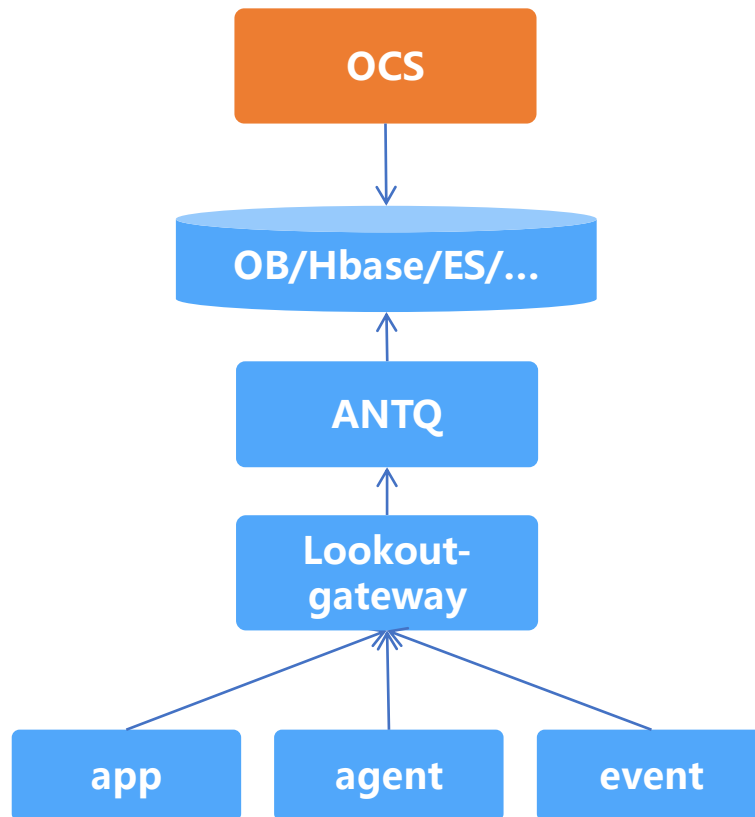 OCS
OB/Hbase/ES/...
ANTQ
Lookout-
gateway
app
agent
event